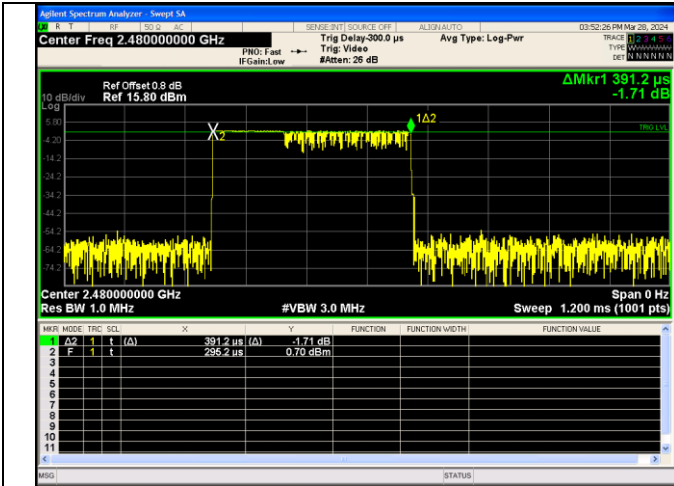 Agilent Spectrum Analyzer - Swept SA
R T RF 50 Ω AC SENSE:INT SOURCE OFF ALIGN AUTO 03:52:26 PM Mar 28, 2024
Center Freq 2.480000000 GHz
PNO: Fast
IFGain:Low
Trig Delay-300.0 µs
Trig: Video
#Atten: 26 dB
Avg Type: Log-Pwr
TRACE 1 2 3 4 5 6
TYPE
DET N N N N N N
ΔMkr1 391.2 µs
-1.71 dB
Ref Offset 0.8 dB
10 dB/div Ref 15.80 dBm
Log
5.80
-4.20
-14.2
-24.2
-34.2
-44.2
-54.2
-64.2
-74.2
X2
1Δ2
TRIG LVL
Center 2.480000000 GHz Span 0 Hz
Res BW 1.0 MHz #VBW 3.0 MHz Sweep 1.200 ms (1001 pts)
MKR MODE TRC SCL X Y FUNCTION FUNCTION WIDTH FUNCTION VALUE
1 Δ2 1 t (Δ) 391.2 µs (Δ) -1.71 dB
2 F 1 t 295.2 µs 0.70 dBm
3
4
5
6
7
8
9
10
11
MSG STATUS